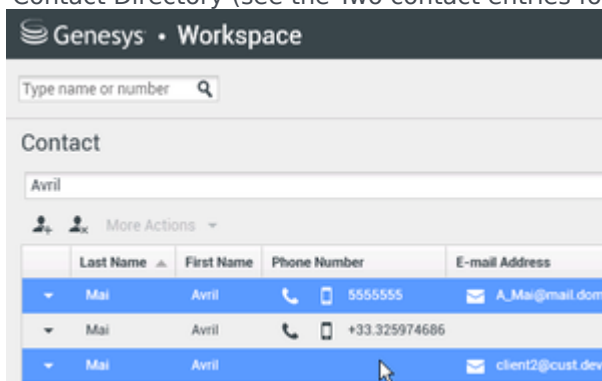 Contact Directory (see the Two contact entries fo
Genesys • Workspace
Type name or number
Contact
Avril
More Actions
Last Name First Name Phone Number E-mail Address
Mai Avril 5555555 A_Mai@mail.dom
Mai Avril +33.325974686
Mai Avril client2@cust.dev